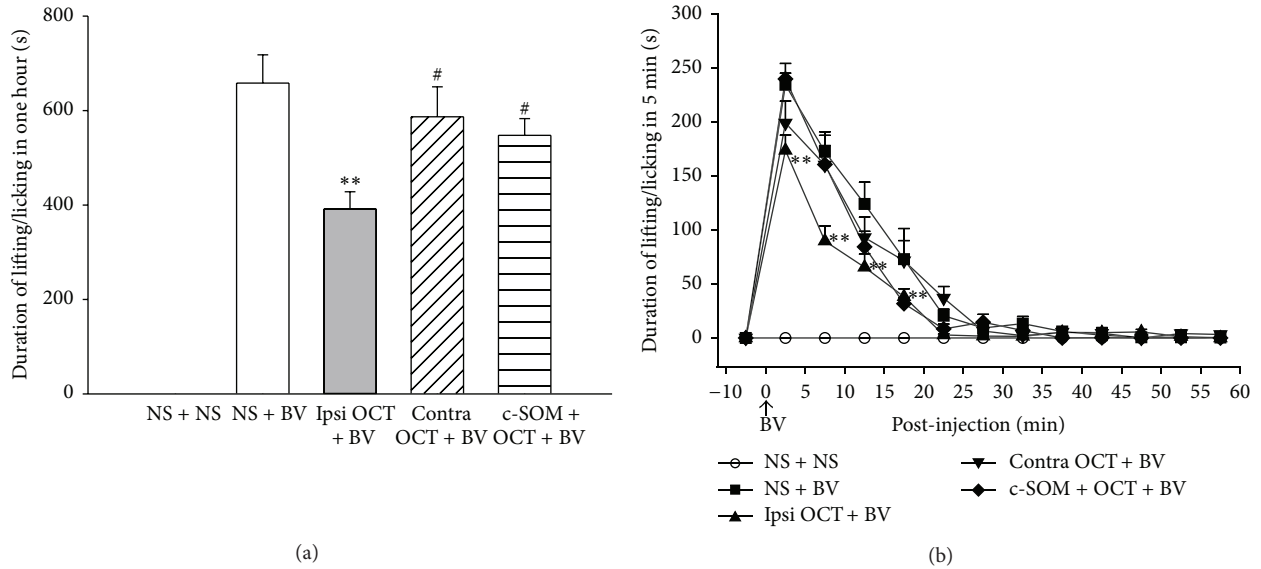 Duration of lifting/licking in one hour (s)
800
600
400
200
0
**
#
#
NS + NS
NS + BV
Ipsi OCT
+ BV
Contra
OCT + BV
c-SOM +
OCT + BV
(a)
Duration of lifting/licking in 5 min (s)
300
250
200
150
100
50
0
**
**
**
**
−10
0
5
10
15
20
25
30
35
40
45
50
55
60
↑
BV
Post-injection (min)
NS + NS
NS + BV
Ipsi OCT + BV
Contra OCT + BV
c-SOM + OCT + BV
(b)